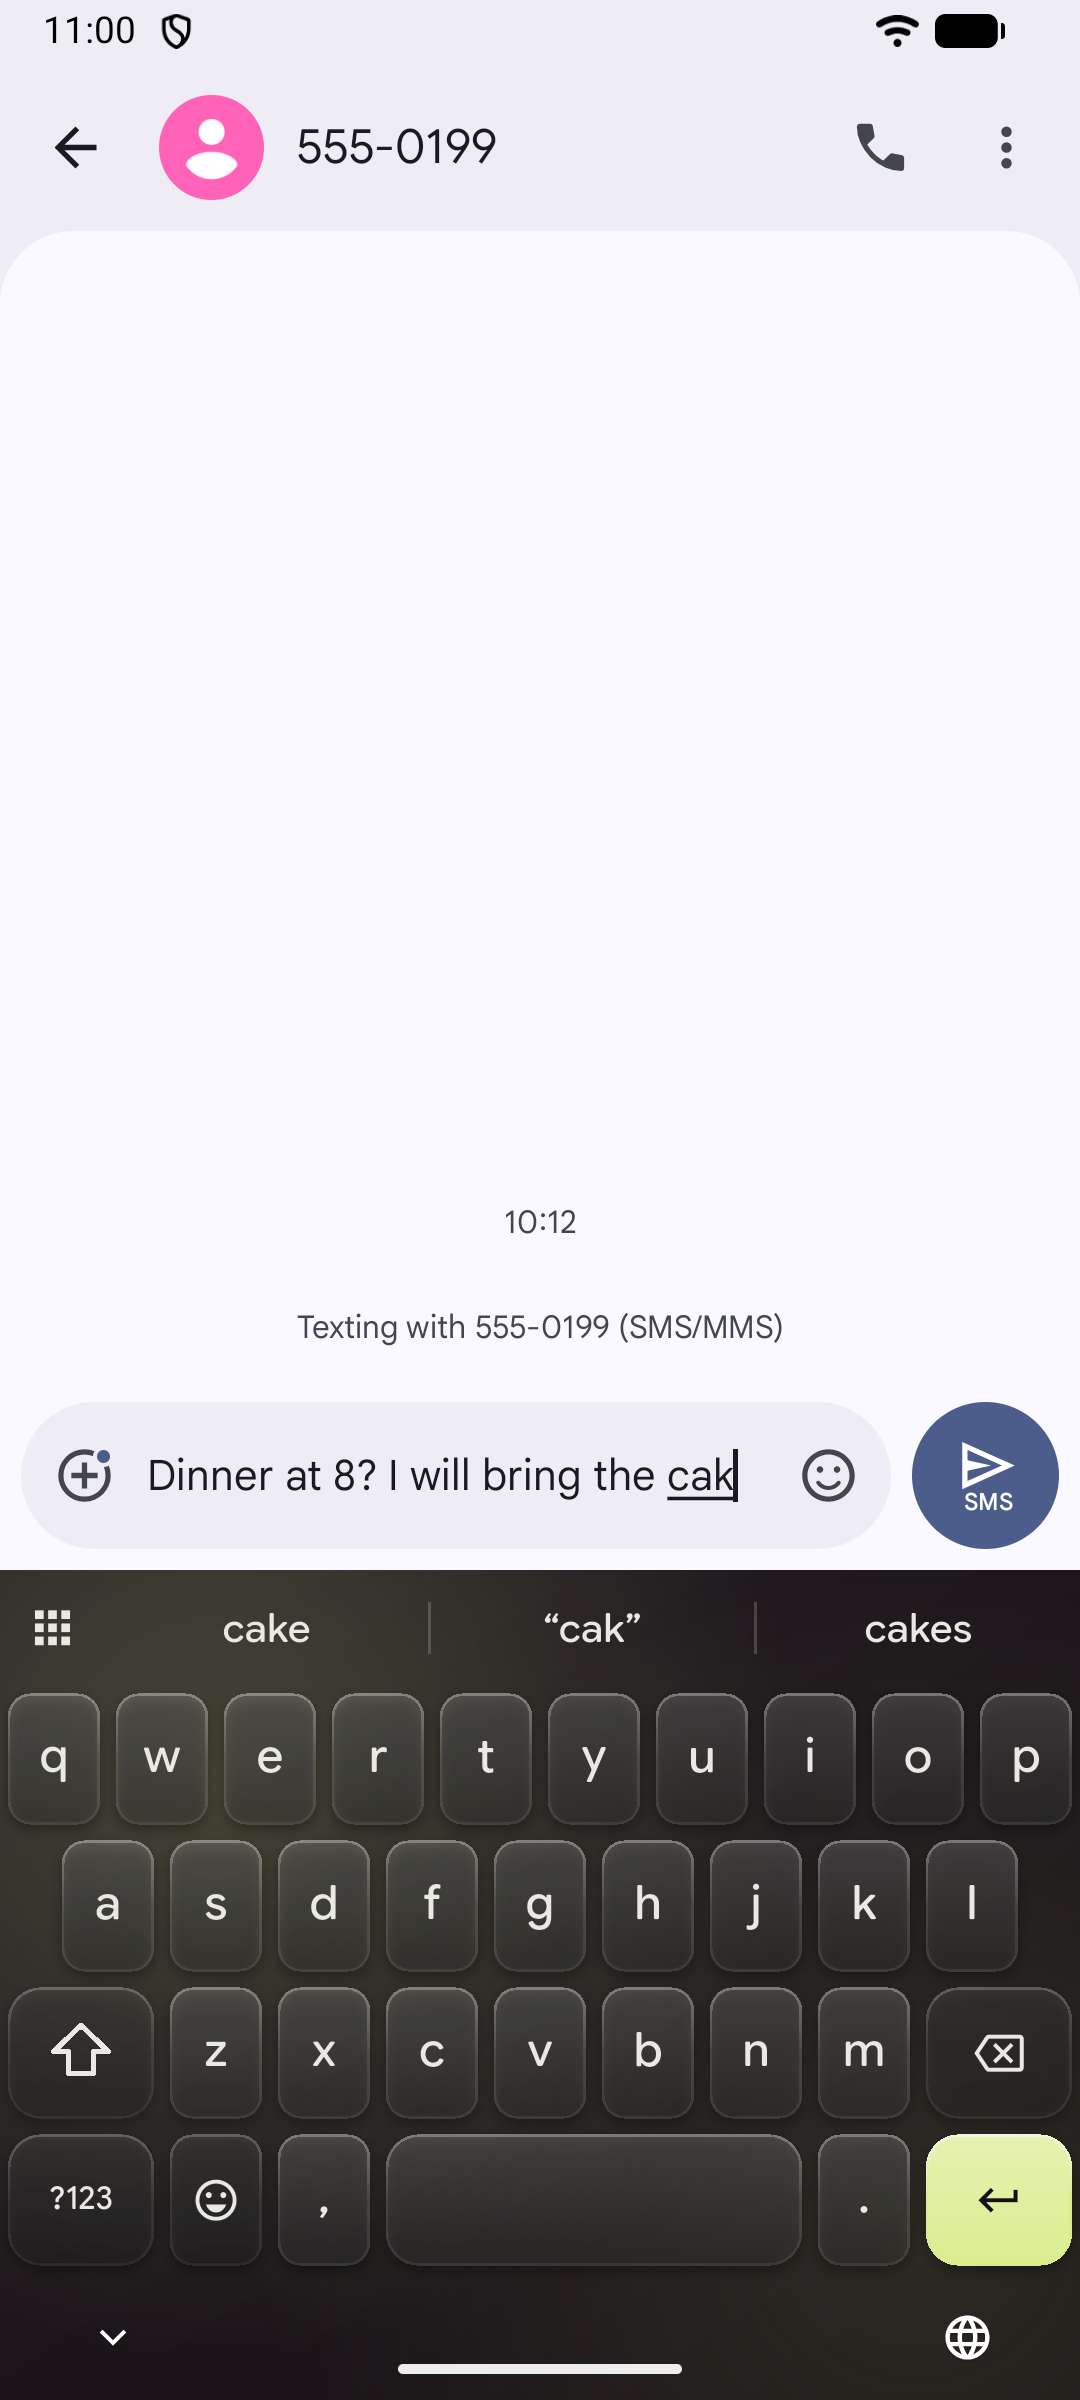 11:00
555-0199
10:12
Texting with 555-0199 (SMS/MMS)
Dinner at 8? I will bring the cak
SMS
cake “cak” cakes
q w e r t y u i o p
a s d f g h j k l
z x c v b n m
?123 , .